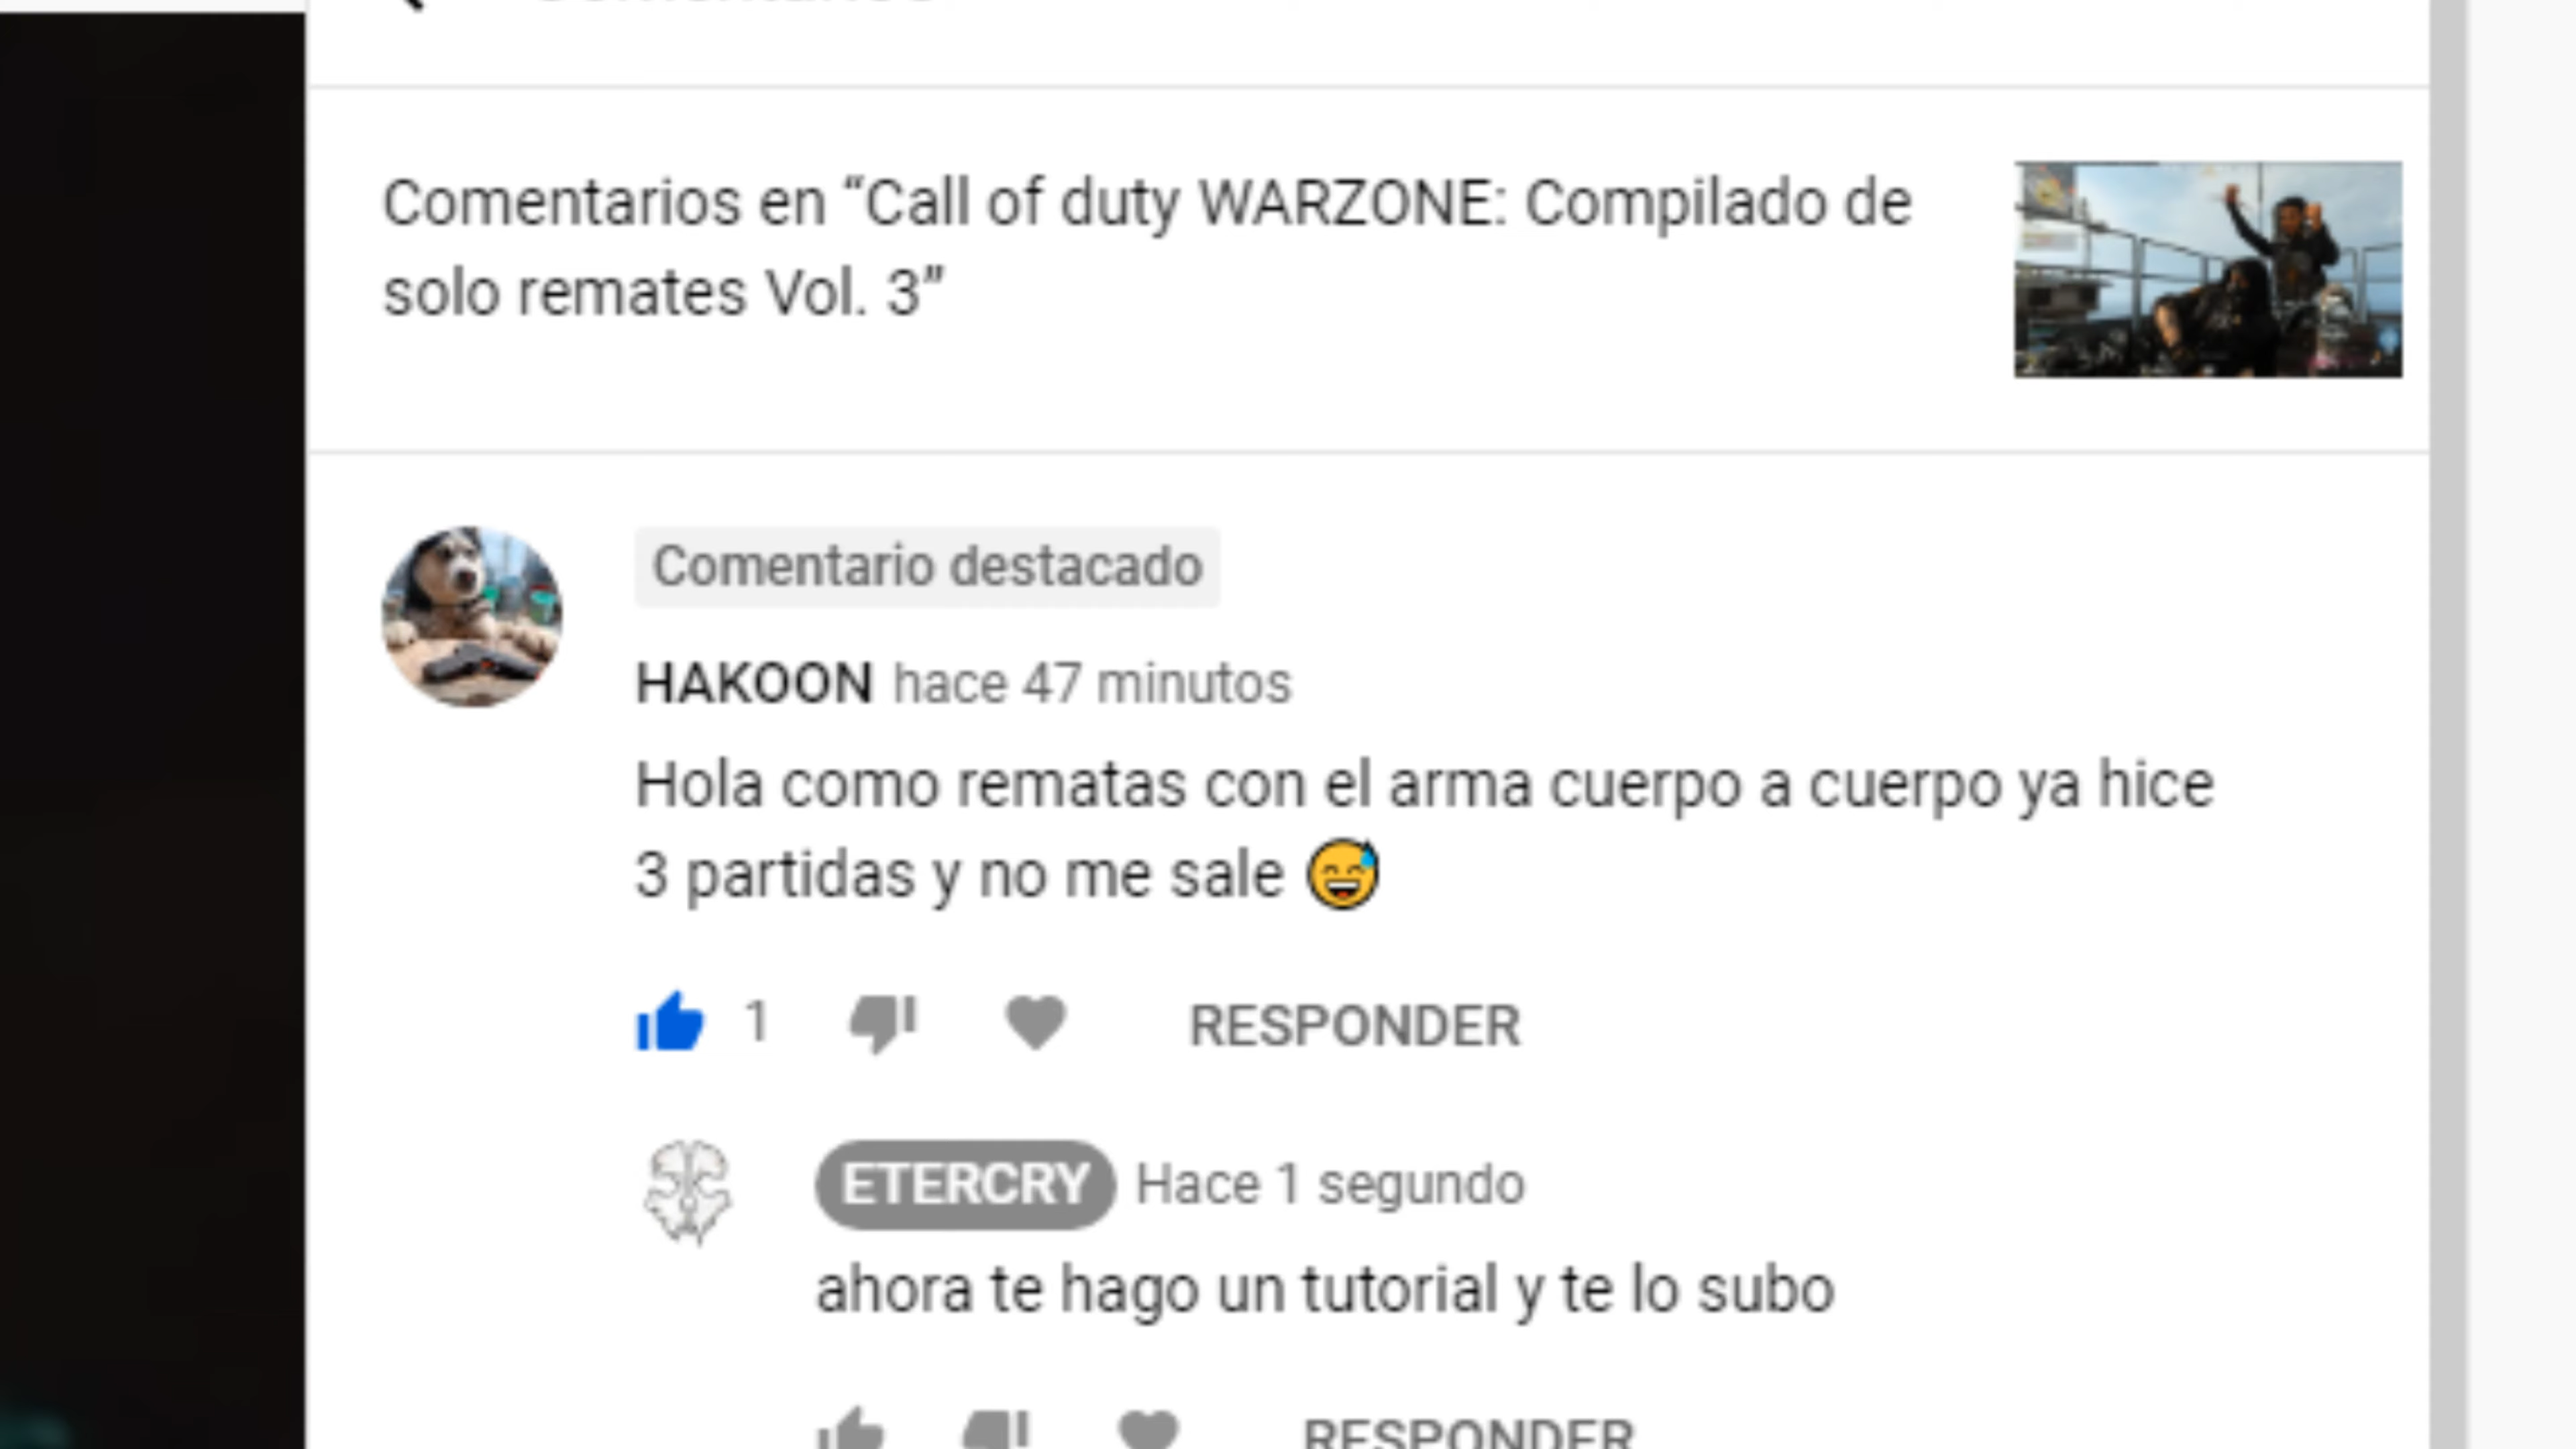 Comentarios en “Call of duty WARZONE: Compilado de
solo remates Vol. 3”
Comentario destacado
HAKOON hace 47 minutos
Hola como rematas con el arma cuerpo a cuerpo ya hice
3 partidas y no me sale 😅
1 RESPONDER
ETERCRY Hace 1 segundo
ahora te hago un tutorial y te lo subo
RESPONDER